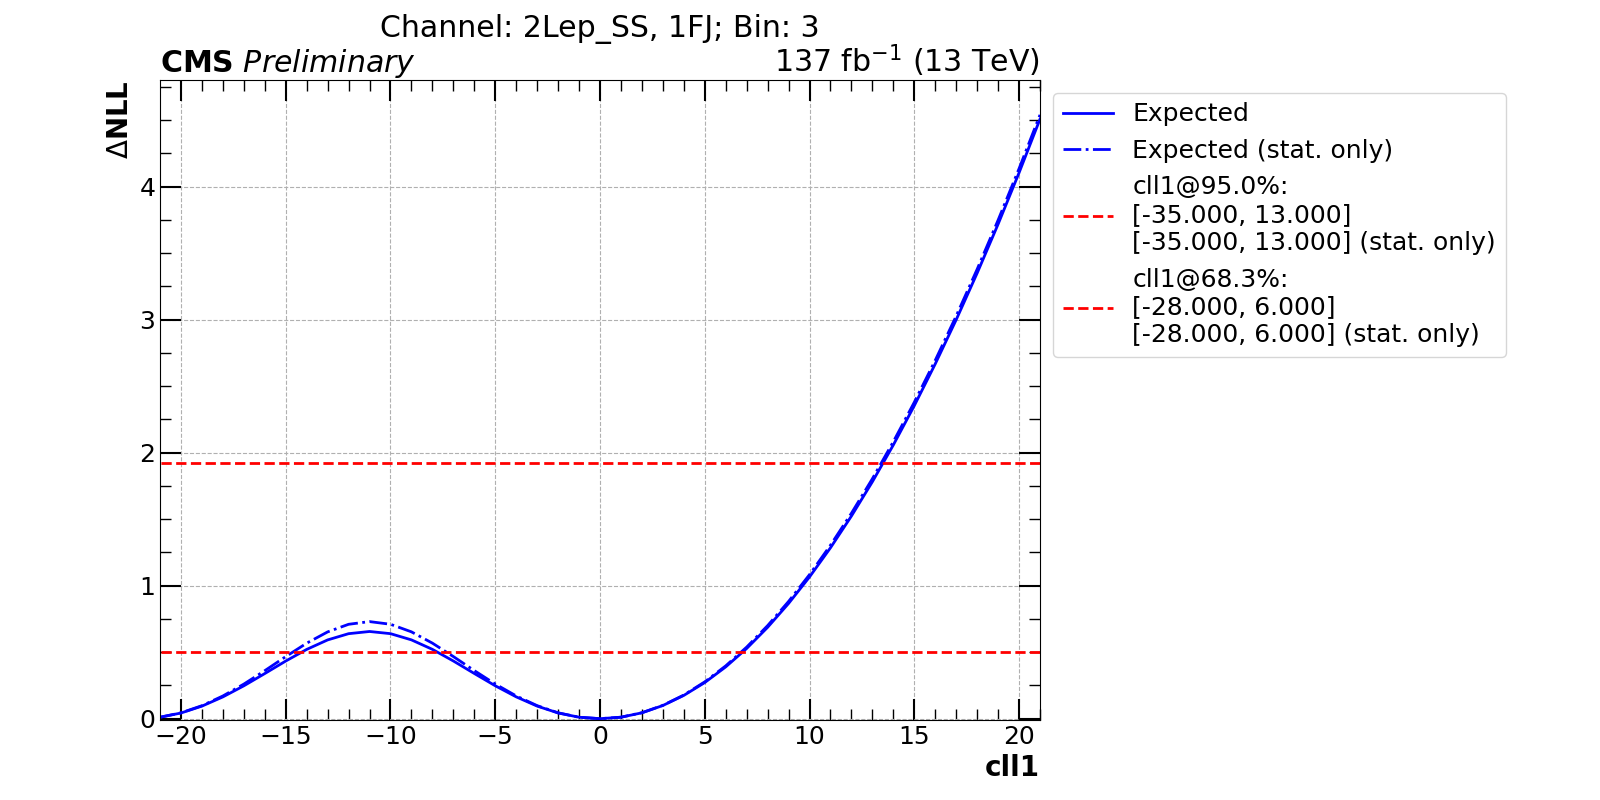 Channel: 2Lep_SS, 1FJ; Bin: 3
CMS Preliminary 137 fb⁻¹ (13 TeV)
ΔNLL
4
3
2
1
0
−20 −15 −10 −5 0 5 10 15 20
cll1
Expected
Expected (stat. only)
cll1@95.0%:
[-35.000, 13.000]
[-35.000, 13.000] (stat. only)
cll1@68.3%:
[-28.000, 6.000]
[-28.000, 6.000] (stat. only)